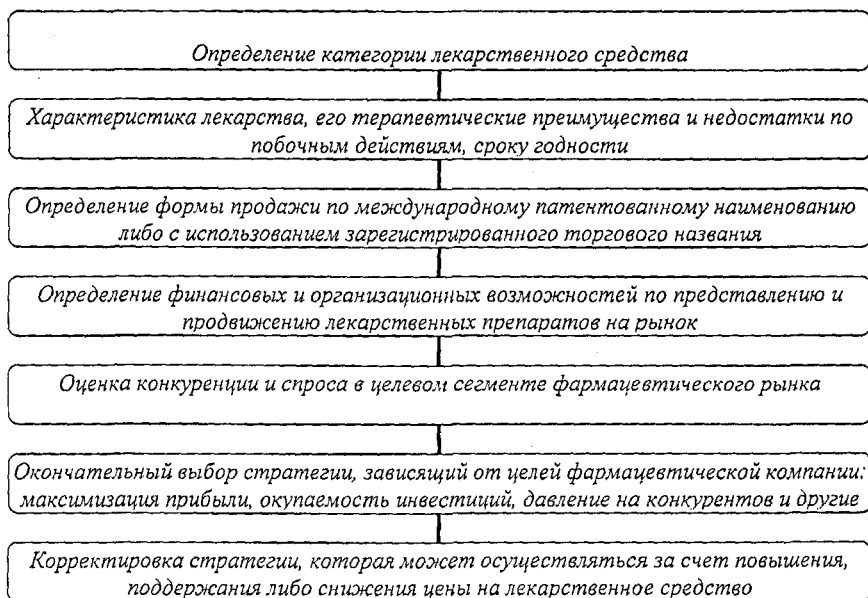 Определение категории лекарственного средства
Характеристика лекарства, его терапевтические преимущества и недостатки по
побочным действиям, сроку годности
Определение формы продажи по международному патентованному наименованию
либо с использованием зарегистрированного торгового названия
Определение финансовых и организационных возможностей по представлению и
продвижению лекарственных препаратов на рынок
Оценка конкуренции и спроса в целевом сегменте фармацевтического рынка
Окончательный выбор стратегии, зависящий от целей фармацевтической компании:
максимизация прибыли, окупаемость инвестиций, давление на конкурентов и другие
Корректировка стратегии, которая может осуществляться за счет повышения,
поддержания либо снижения цены на лекарственное средство